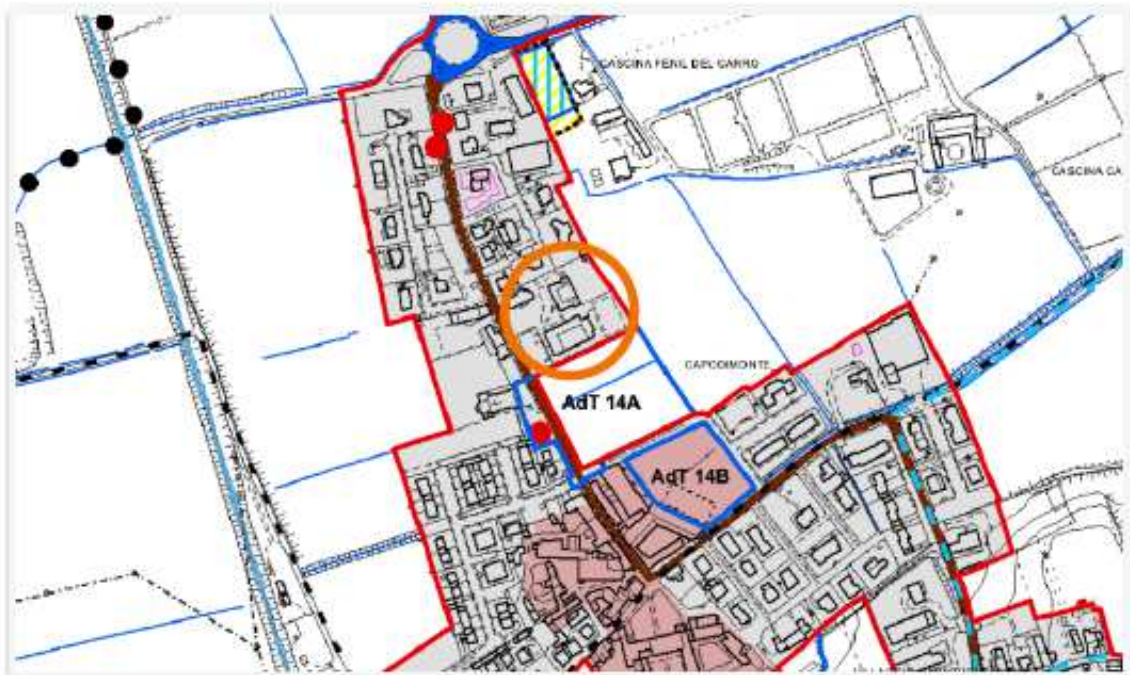 CASCINA FENIL DEL CARRO
CASCINA CA
CAPODIMONTE
AdT 14A
AdT 14B